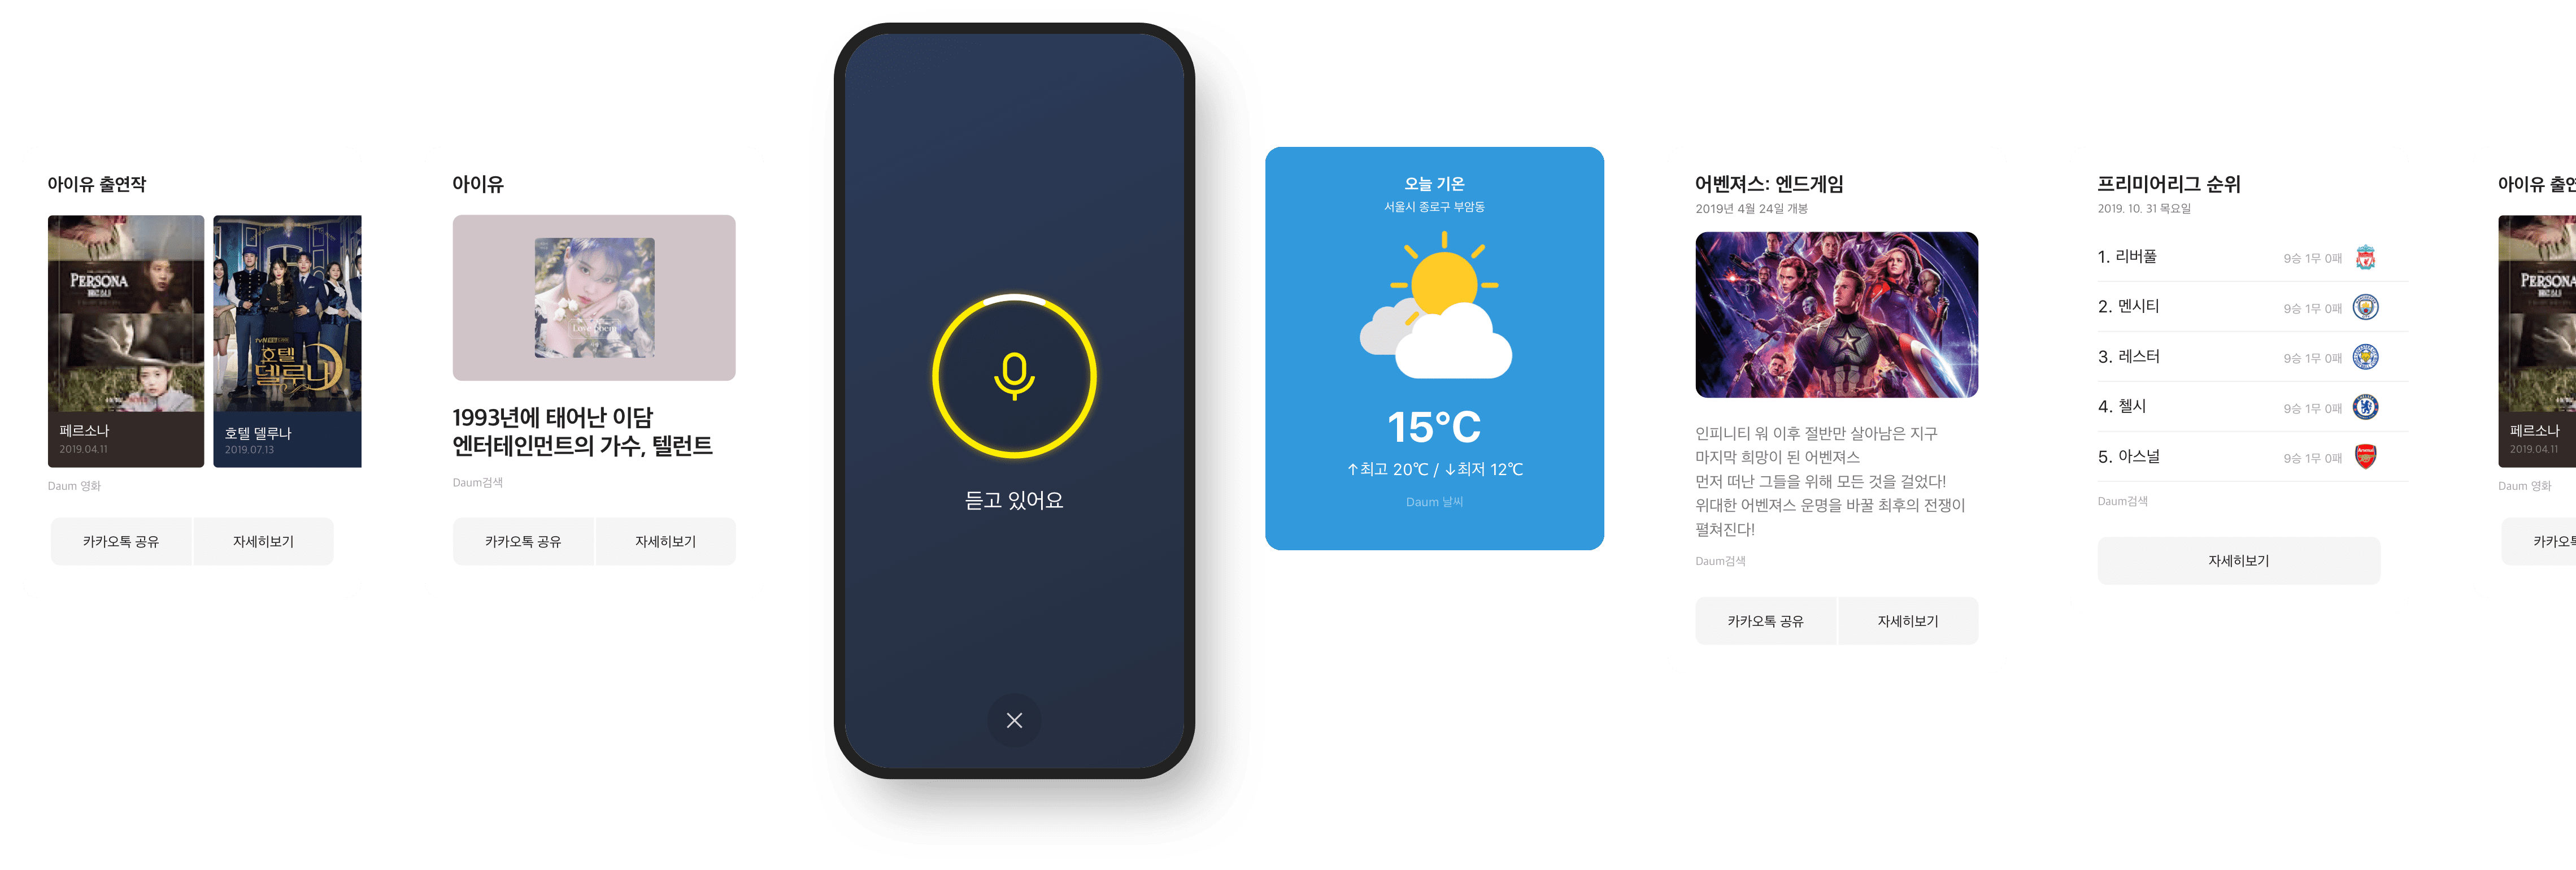 아이유 출연작
PERSONA
페르소나
2019.04.11
tvN
호텔
델루나
호텔 델루나
2019.07.13
Daum 영화
카카오톡 공유
자세히보기
아이유
Love poem
1993년에 태어난 이담
엔터테인먼트의 가수, 텔런트
Daum검색
카카오톡 공유
자세히보기
듣고 있어요
오늘 기온
서울시 종로구 부암동
15°C
↑최고 20℃ / ↓최저 12℃
Daum 날씨
어벤져스: 엔드게임
2019년 4월 24일 개봉
인피니티 워 이후 절반만 살아남은 지구
마지막 희망이 된 어벤져스
먼저 떠난 그들을 위해 모든 것을 걸었다!
위대한 어벤져스 운명을 바꿀 최후의 전쟁이
펼쳐진다!
Daum검색
카카오톡 공유
자세히보기
프리미어리그 순위
2019. 10. 31 목요일
1. 리버풀 9승 1무 0패
2. 멘시티 9승 1무 0패
3. 레스터 9승 1무 0패
4. 첼시 9승 1무 0패
5. 아스널 9승 1무 0패
Arsenal
Daum검색
자세히보기
아이유 출연
PERSONA
페르소나
2019.04.11
Daum 영화
카카오톡